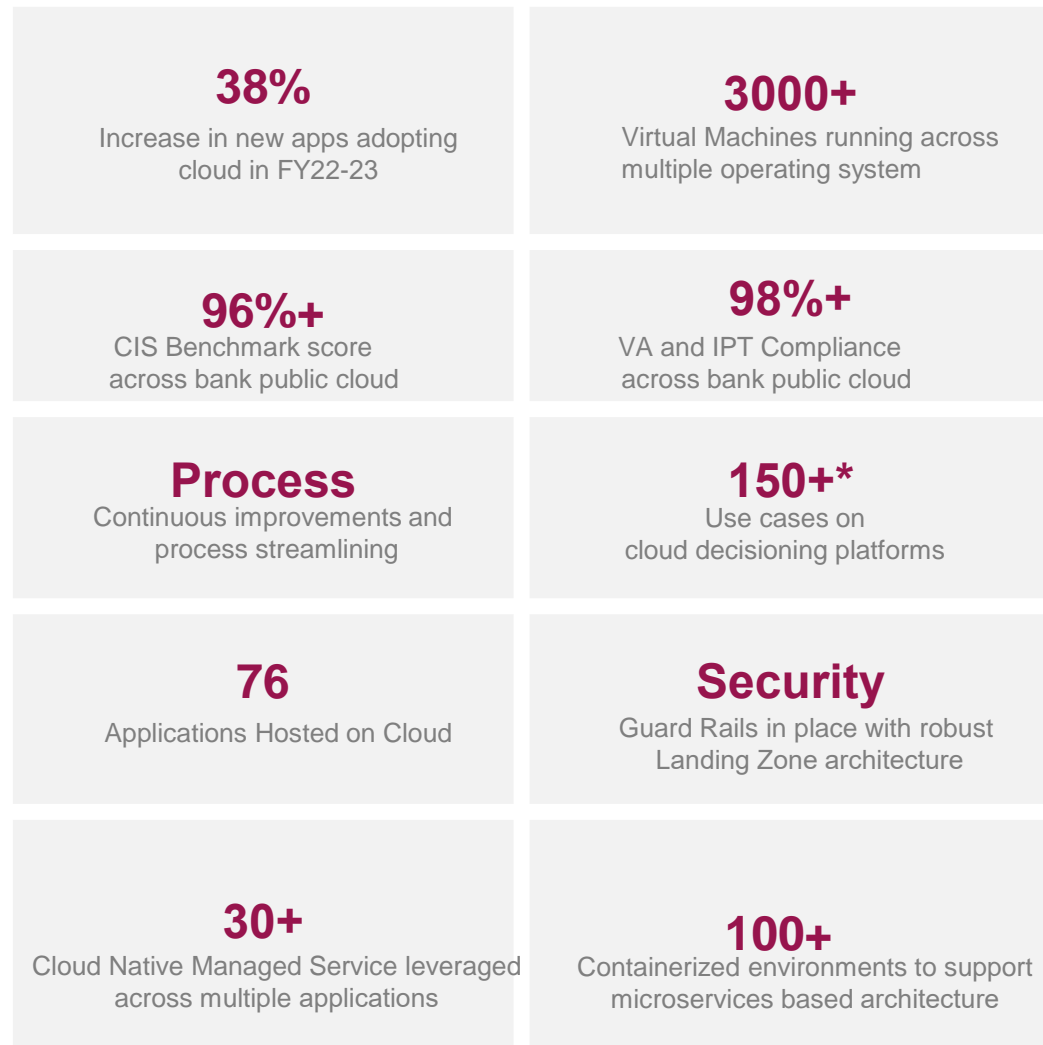 38%
Increase in new apps adopting
cloud in FY22-23
3000+
Virtual Machines running across
multiple operating system
96%+
CIS Benchmark score
across bank public cloud
98%+
VA and IPT Compliance
across bank public cloud
Process
Continuous improvements and
process streamlining
150+*
Use cases on
cloud decisioning platforms
76
Applications Hosted on Cloud
Security
Guard Rails in place with robust
Landing Zone architecture
30+
Cloud Native Managed Service leveraged
across multiple applications
100+
Containerized environments to support
microservices based architecture